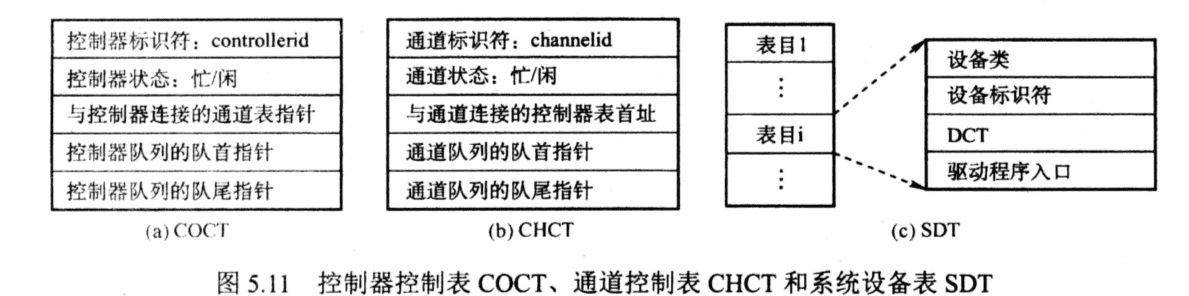 控制器标识符：controllerid
控制器状态：忙/闲
与控制器连接的通道表指针
控制器队列的队首指针
控制器队列的队尾指针
(a) COCT
通道标识符：channelid
通道状态：忙/闲
与通道连接的控制器表首址
通道队列的队首指针
通道队列的队尾指针
(b) CHCT
表目1
⋮
表目i
⋮
设备类
设备标识符
DCT
驱动程序入口
(c) SDT
图 5.11 控制器控制表 COCT、通道控制表 CHCT 和系统设备表 SDT